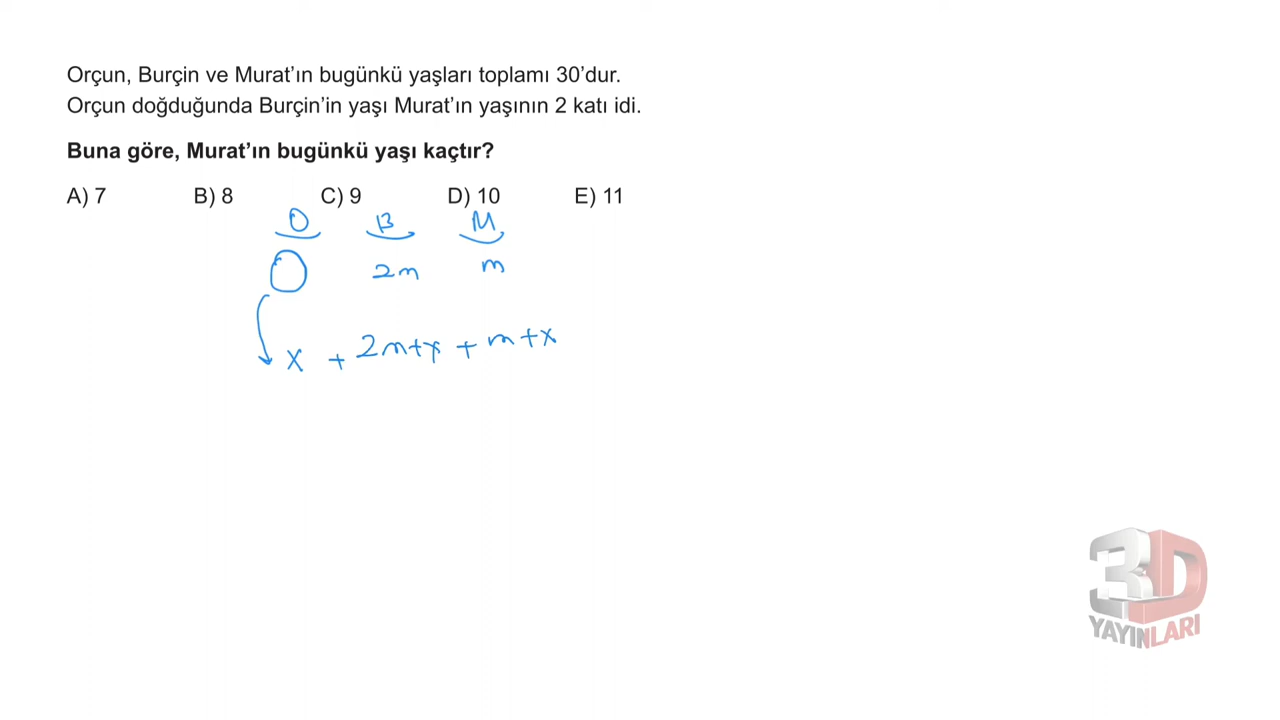 Orçun, Burçin ve Murat'ın bugünkü yaşları toplamı 30'dur.
Orçun doğduğunda Burçin'in yaşı Murat'ın yaşının 2 katı idi.
Buna göre, Murat'ın bugünkü yaşı kaçtır?
A) 7 B) 8 C) 9 D) 10 E) 11
O B M
O 2m m
x + 2m+x + m+x
3D
YAYINLARI